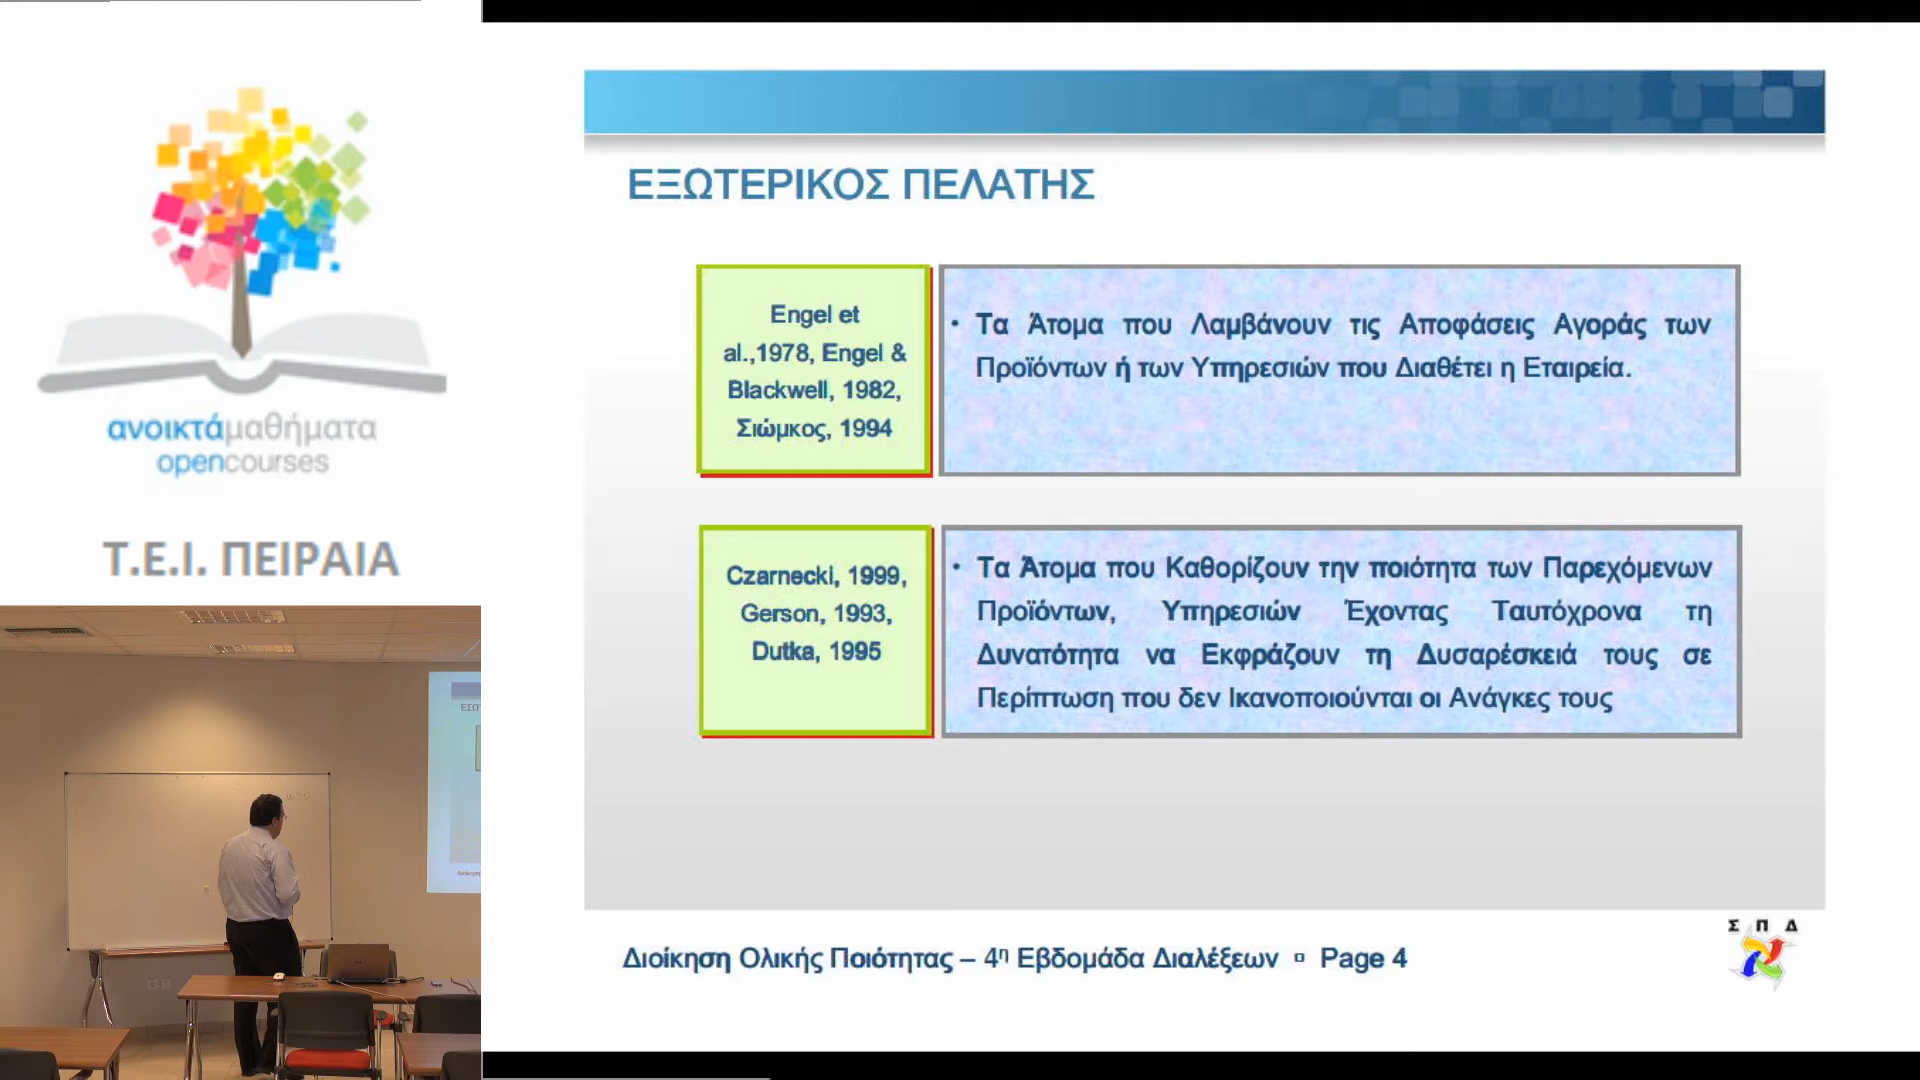 ανοικτάμαθήματα
opencourses
Τ.Ε.Ι. ΠΕΙΡΑΙΑ
ΕΞΩΤΕΡΙΚΟΣ ΠΕΛΑΤΗΣ
Engel et
al.,1978, Engel &
Blackwell, 1982,
Σιώμκος, 1994
• Τα Άτομα που Λαμβάνουν τις Αποφάσεις Αγοράς των
Προϊόντων ή των Υπηρεσιών που Διαθέτει η Εταιρεία.
Czarnecki, 1999,
Gerson, 1993,
Dutka, 1995
• Τα Άτομα που Καθορίζουν την ποιότητα των Παρεχόμενων
Προϊόντων, Υπηρεσιών Έχοντας Ταυτόχρονα τη
Δυνατότητα να Εκφράζουν τη Δυσαρέσκειά τους σε
Περίπτωση που δεν Ικανοποιούνται οι Ανάγκες τους
Διοίκηση Ολικής Ποιότητας – 4η Εβδομάδα Διαλέξεων ▫ Page 4
Σ Π Δ